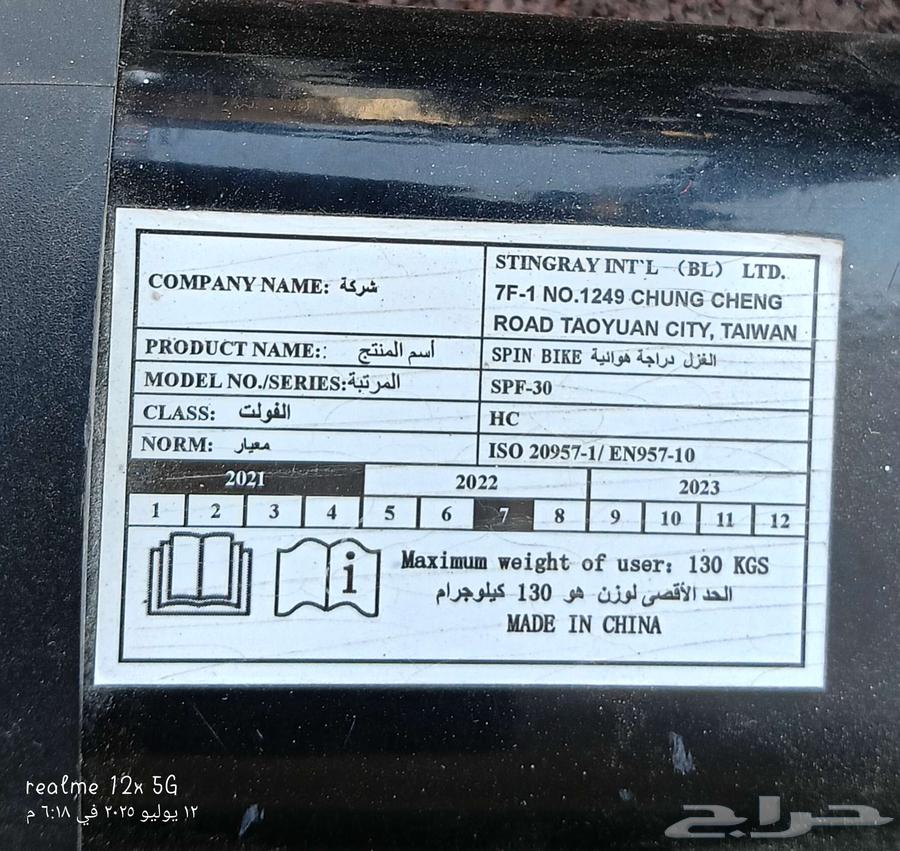 COMPANY NAME: شركة
STINGRAY INT`L (BL) LTD.
7F-1 NO.1249 CHUNG CHENG
ROAD TAOYUAN CITY, TAIWAN
PRODUCT NAME:: أسم المنتج
SPIN BIKE الغزل دراجة هوائية
MODEL NO./SERIES: المرتبة
SPF-30
CLASS: الفولت
HC
NORM: معيار
ISO 20957-1/ EN957-10
2021 2022 2023
1 2 3 4 5 6 7 8 9 10 11 12
i
Maximum weight of user: 130 KGS
الحد الأقصى لوزن هو 130 كيلوجرام
MADE IN CHINA
realme 12x 5G
١٢ يوليو ٢٠٢٥ في ٦:١٨ م
حراج